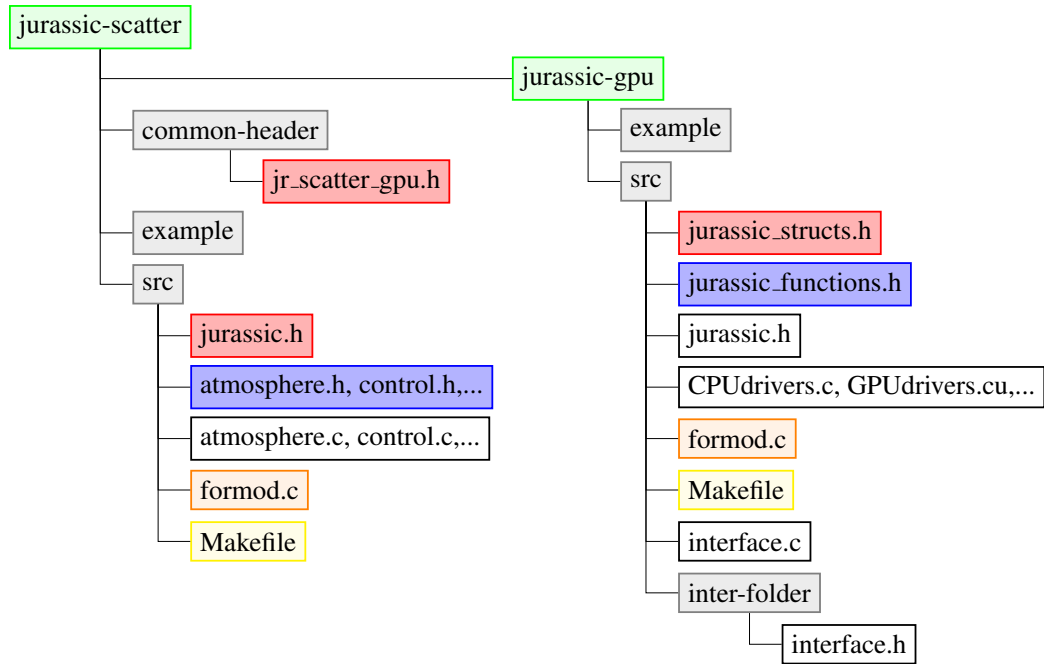 jurassic-scatter
jurassic-gpu
common-header
jr_scatter_gpu.h
example
src
jurassic.h
atmosphere.h, control.h,...
atmosphere.c, control.c,...
formod.c
Makefile
example
src
jurassic_structs.h
jurassic_functions.h
jurassic.h
CPUdrivers.c, GPUdrivers.cu,...
formod.c
Makefile
interface.c
inter-folder
interface.h